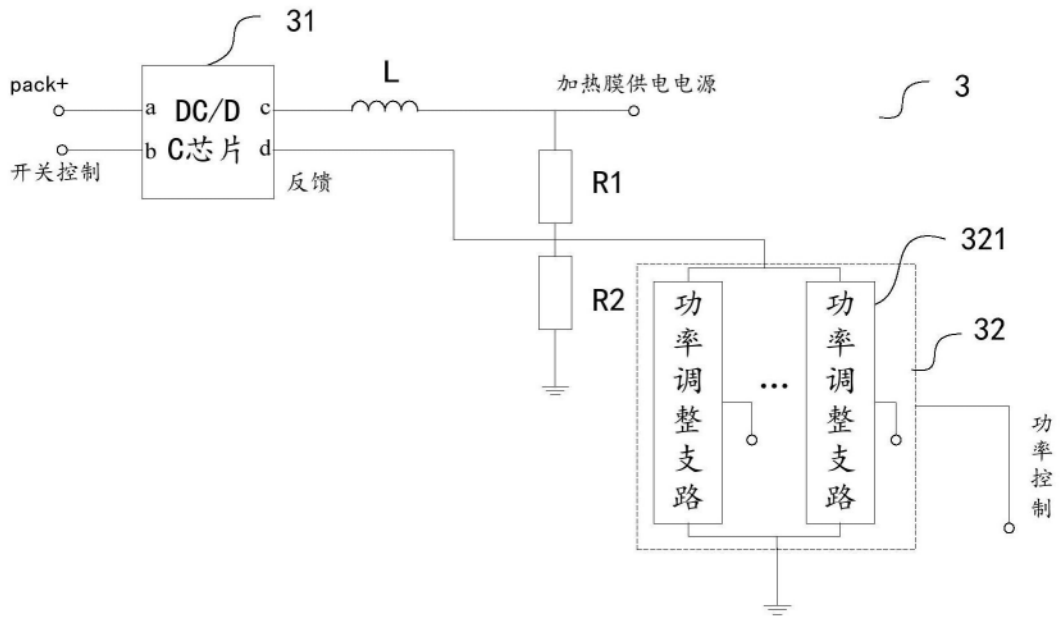 31
pack+
a
DC/D
c
L
加热膜供电电源
3
b
C芯片
d
开关控制
反馈
R1
321
R2
功率调整支路
...
功率调整支路
32
功率控制